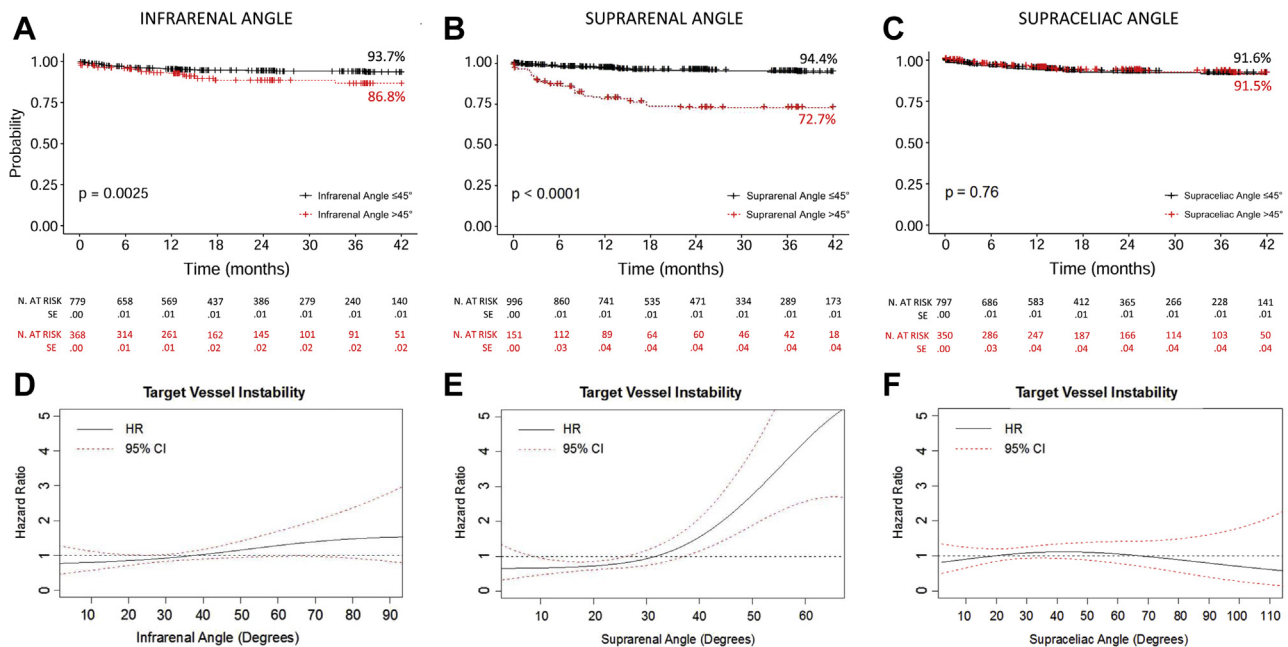 INFRARENAL ANGLE
SUPRARENAL ANGLE
SUPRACELIAC ANGLE
A
B
C
Probability
1.00
0.75
0.50
0.25
0.00
93.7%
86.8%
p = 0.0025
Infrarenal Angle ≤45°
Infrarenal Angle >45°
0 6 12 18 24 30 36 42
Time (months)
1.00
0.75
0.50
0.25
0.00
94.4%
72.7%
p < 0.0001
Suprarenal Angle ≤45°
Suprarenal Angle >45°
0 6 12 18 24 30 36 42
Time (months)
1.00
0.75
0.50
0.25
0.00
91.6%
91.5%
p = 0.76
Supraceliac Angle ≤45°
Supraceliac Angle >45°
0 6 12 18 24 30 36 42
Time (months)
N. AT RISK 779 658 569 437 386 279 240 140
SE .00 .01 .01 .01 .01 .01 .01 .01
N. AT RISK 368 314 261 162 145 101 91 51
SE .00 .01 .01 .02 .02 .02 .02 .02
N. AT RISK 996 860 741 535 471 334 289 173
SE .00 .01 .01 .01 .01 .01 .01 .01
N. AT RISK 151 112 89 64 60 46 42 18
SE .00 .03 .04 .04 .04 .04 .04 .04
N. AT RISK 797 686 583 412 365 266 228 141
SE .00 .01 .01 .01 .01 .01 .01 .01
N. AT RISK 350 286 247 187 166 114 103 50
SE .00 .03 .04 .04 .04 .04 .04 .04
D
Target Vessel Instability
HR
95% CI
Hazard Ratio
5
4
3
2
1
0
10 20 30 40 50 60 70 80 90
Infrarenal Angle (Degrees)
E
Target Vessel Instability
HR
95% CI
Hazard Ratio
5
4
3
2
1
0
10 20 30 40 50 60
Suprarenal Angle (Degrees)
F
Target Vessel Instability
HR
95% CI
Hazard Ratio
5
4
3
2
1
0
10 20 30 40 50 60 70 80 90 100 110
Supraceliac Angle (Degrees)